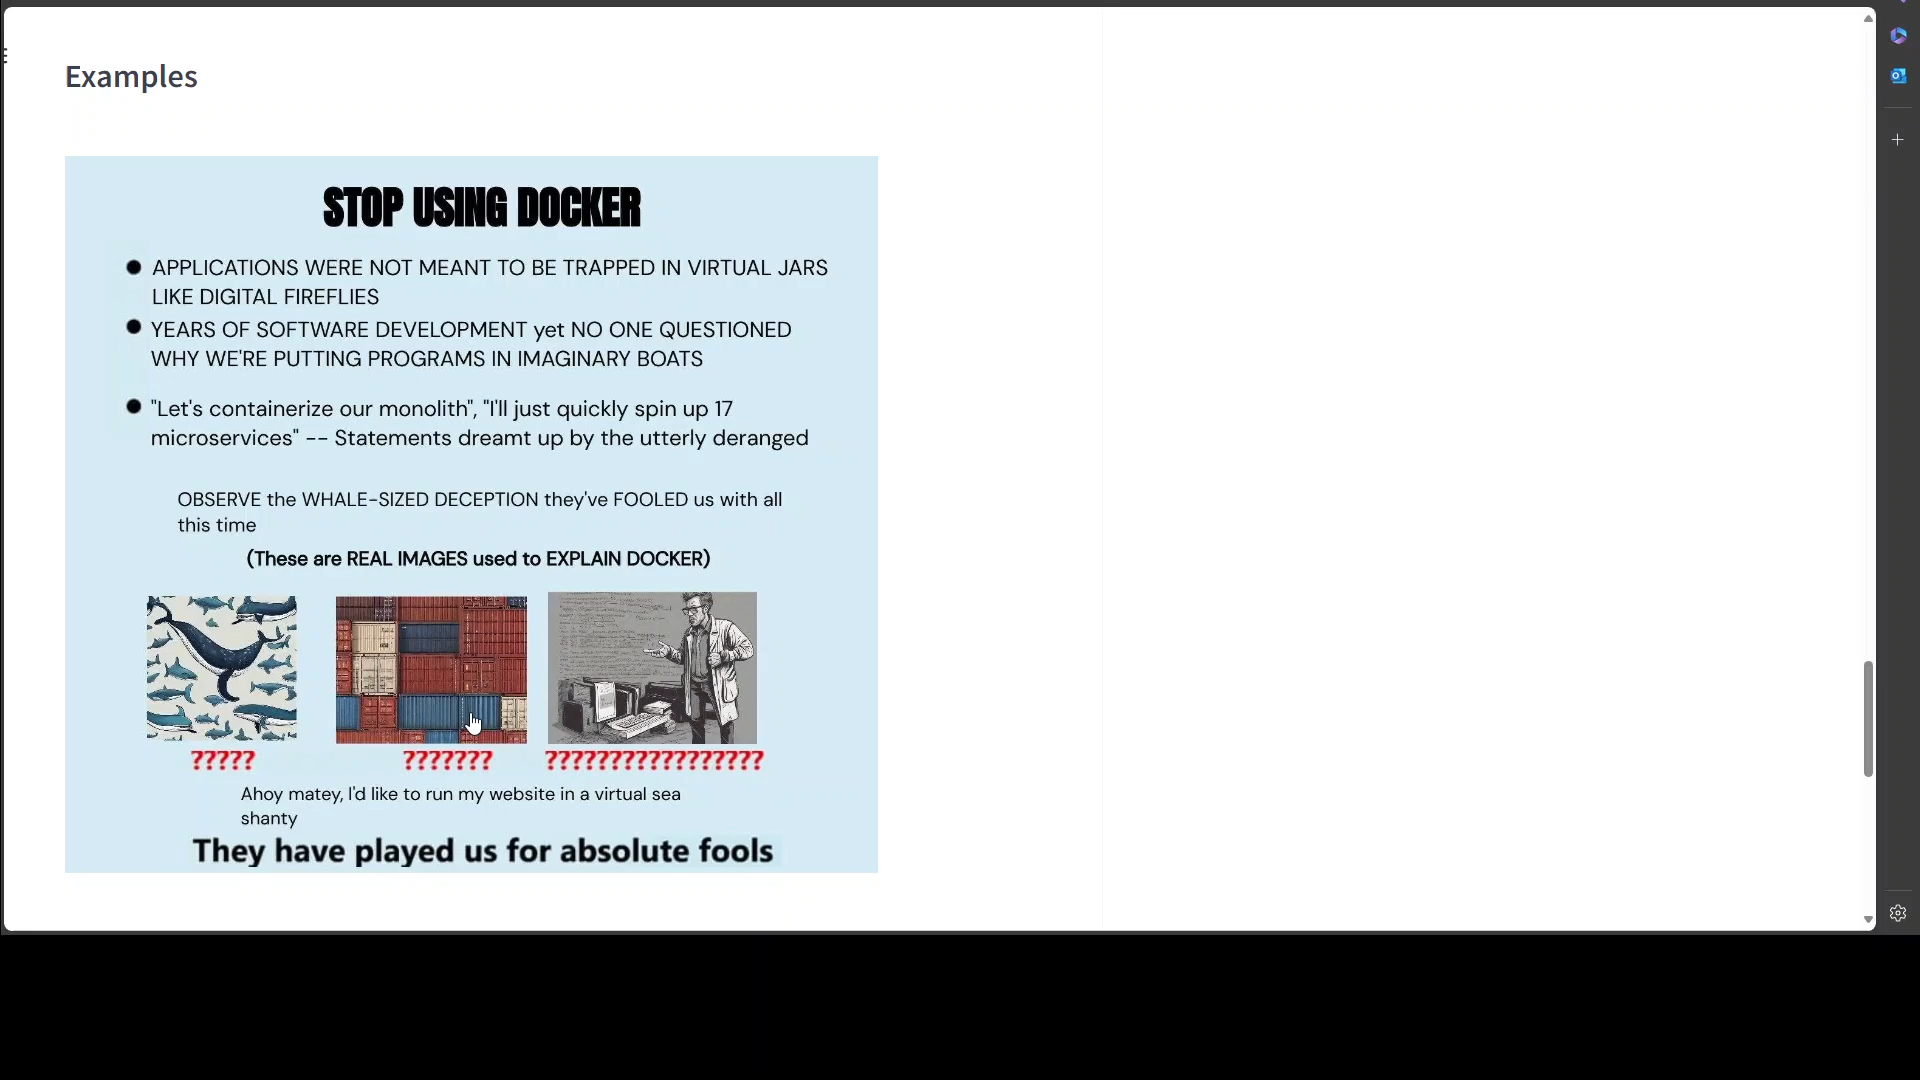 Examples
STOP USING DOCKER
● APPLICATIONS WERE NOT MEANT TO BE TRAPPED IN VIRTUAL JARS
LIKE DIGITAL FIREFLIES
● YEARS OF SOFTWARE DEVELOPMENT yet NO ONE QUESTIONED
WHY WE'RE PUTTING PROGRAMS IN IMAGINARY BOATS
● "Let's containerize our monolith", "I'll just quickly spin up 17
microservices" -- Statements dreamt up by the utterly deranged
OBSERVE the WHALE-SIZED DECEPTION they've FOOLED us with all
this time
(These are REAL IMAGES used to EXPLAIN DOCKER)
????? ??????? ?????????????????
Ahoy matey, I'd like to run my website in a virtual sea
shanty
They have played us for absolute fools